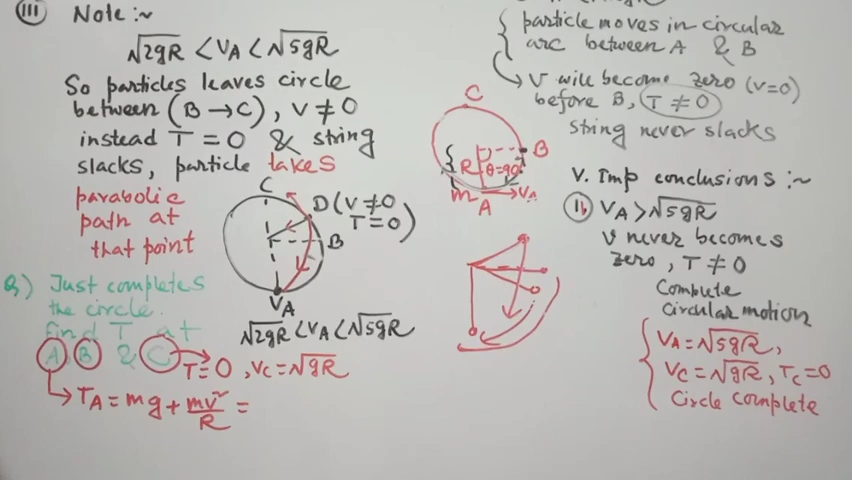 III Note:~
√2gR < VA < √5gR
So particles leaves circle
between (B → C), V ≠ 0
instead T = 0 & string
slacks, particle takes
parabolic
path at
that point
C
D (V ≠ 0
T = 0)
B
VA
√2gR < VA < √5gR
Q) Just completes
the circle.
find T at
A B & C → T = 0, VC = √gR
↳ TA = mg + mv²/R =
particle moves in circular
arc between A & B
↳ V will become zero (v=0)
before B, T ≠ 0
String never slacks
C
B
R θ=90°
m A → VA
V. Imp conclusions :~
1) VA > √5gR
V never becomes
zero, T ≠ 0
Complete
Circular motion
VA = √5gR,
VC = √gR, TC = 0
Circle complete